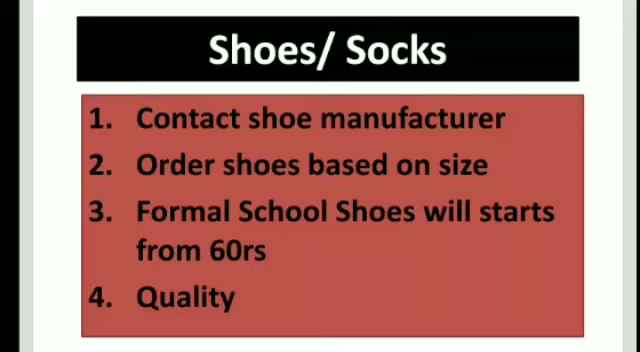 Shoes/ Socks
1. Contact shoe manufacturer
2. Order shoes based on size
3. Formal School Shoes will starts
from 60rs
4. Quality